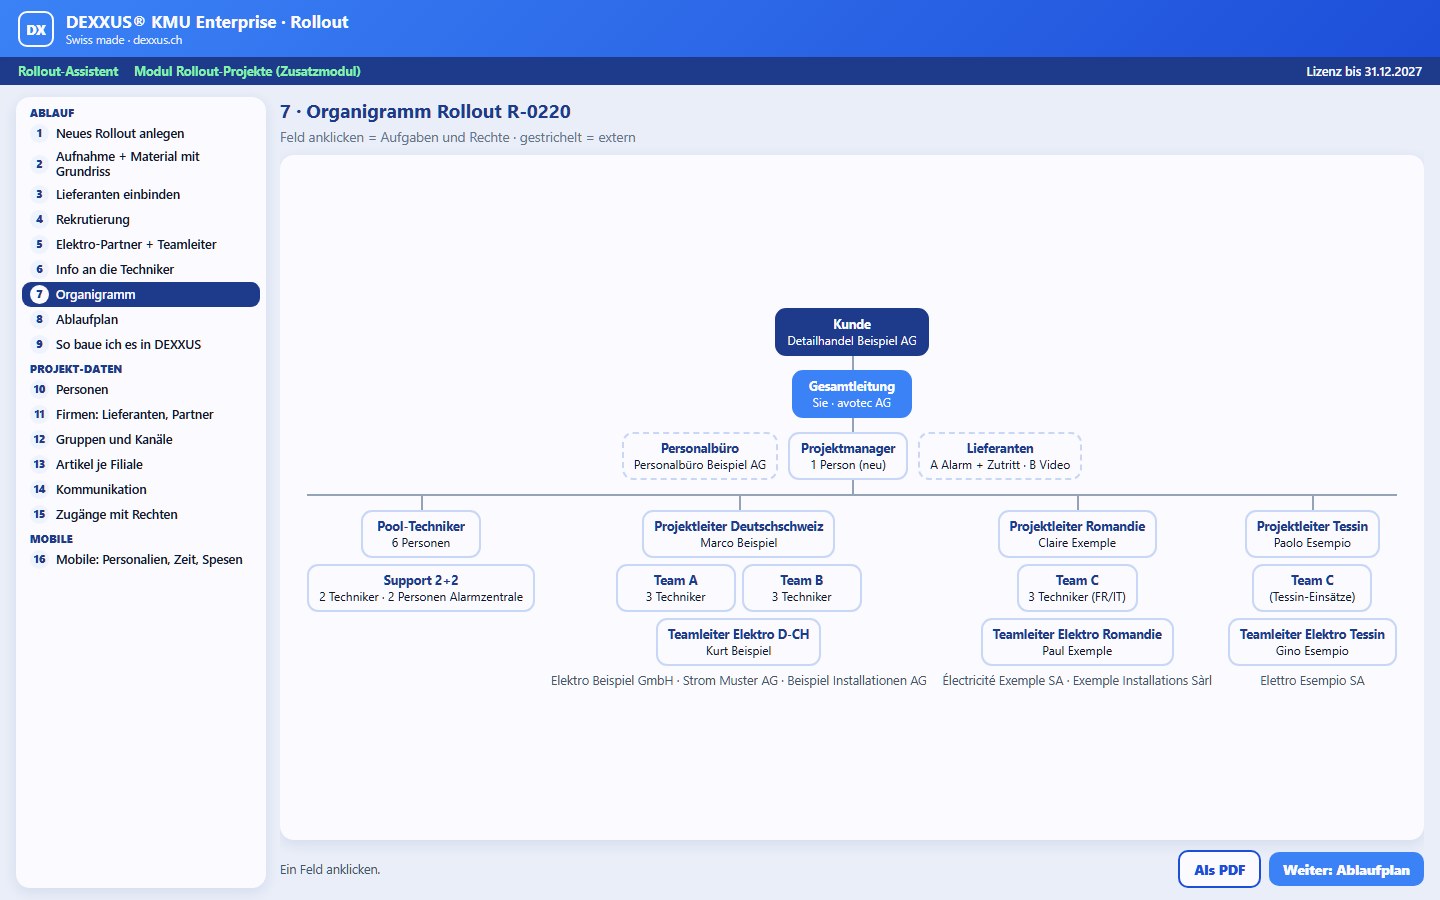 DX
DEXXUS® KMU Enterprise · Rollout
Swiss made · dexxus.ch
Rollout-Assistent
Modul Rollout-Projekte (Zusatzmodul)
Lizenz bis 31.12.2027
ABLAUF
1 Neues Rollout anlegen
2 Aufnahme + Material mit
Grundriss
3 Lieferanten einbinden
4 Rekrutierung
5 Elektro-Partner + Teamleiter
6 Info an die Techniker
7 Organigramm
8 Ablaufplan
9 So baue ich es in DEXXUS
PROJEKT-DATEN
10 Personen
11 Firmen: Lieferanten, Partner
12 Gruppen und Kanäle
13 Artikel je Filiale
14 Kommunikation
15 Zugänge mit Rechten
MOBILE
16 Mobile: Personalien, Zeit, Spesen
7 · Organigramm Rollout R-0220
Feld anklicken = Aufgaben und Rechte · gestrichelt = extern
Kunde
Detailhandel Beispiel AG
Gesamtleitung
Sie · avotec AG
Personalbüro
Personalbüro Beispiel AG
Projektmanager
1 Person (neu)
Lieferanten
A Alarm + Zutritt · B Video
Pool-Techniker
6 Personen
Support 2+2
2 Techniker · 2 Personen Alarmzentrale
Projektleiter Deutschschweiz
Marco Beispiel
Team A
3 Techniker
Team B
3 Techniker
Teamleiter Elektro D-CH
Kurt Beispiel
Elektro Beispiel GmbH · Strom Muster AG · Beispiel Installationen AG
Projektleiter Romandie
Claire Exemple
Team C
3 Techniker (FR/IT)
Teamleiter Elektro Romandie
Paul Exemple
Électricité Exemple SA · Exemple Installations Sàrl
Projektleiter Tessin
Paolo Esempio
Team C
(Tessin-Einsätze)
Teamleiter Elektro Tessin
Gino Esempio
Elettro Esempio SA
Ein Feld anklicken.
Als PDF
Weiter: Ablaufplan